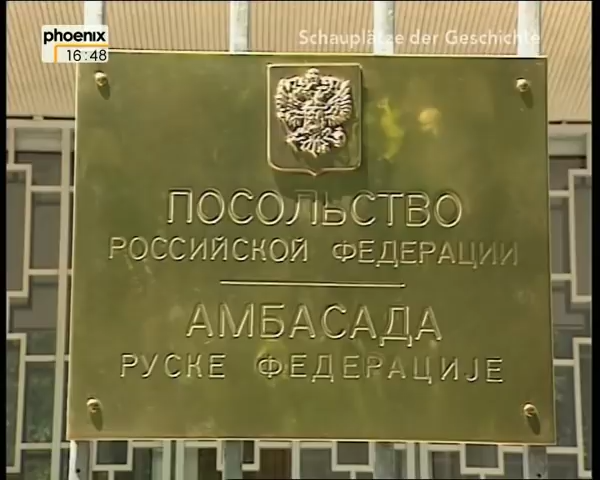 phoenix
16:48
Schauplätze der Geschichte
ПОСОЛЬСТВО
РОССИЙСКОЙ ФЕДЕРАЦИИ
АМБАСАДА
РУСКЕ ФЕДЕРАЦИЈЕ